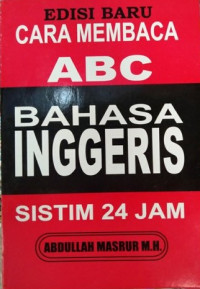 EDISI BARU
CARA MEMBACA
ABC
BAHASA
INGGERIS
SISTIM 24 JAM
ABDULLAH MASRUR M.H.